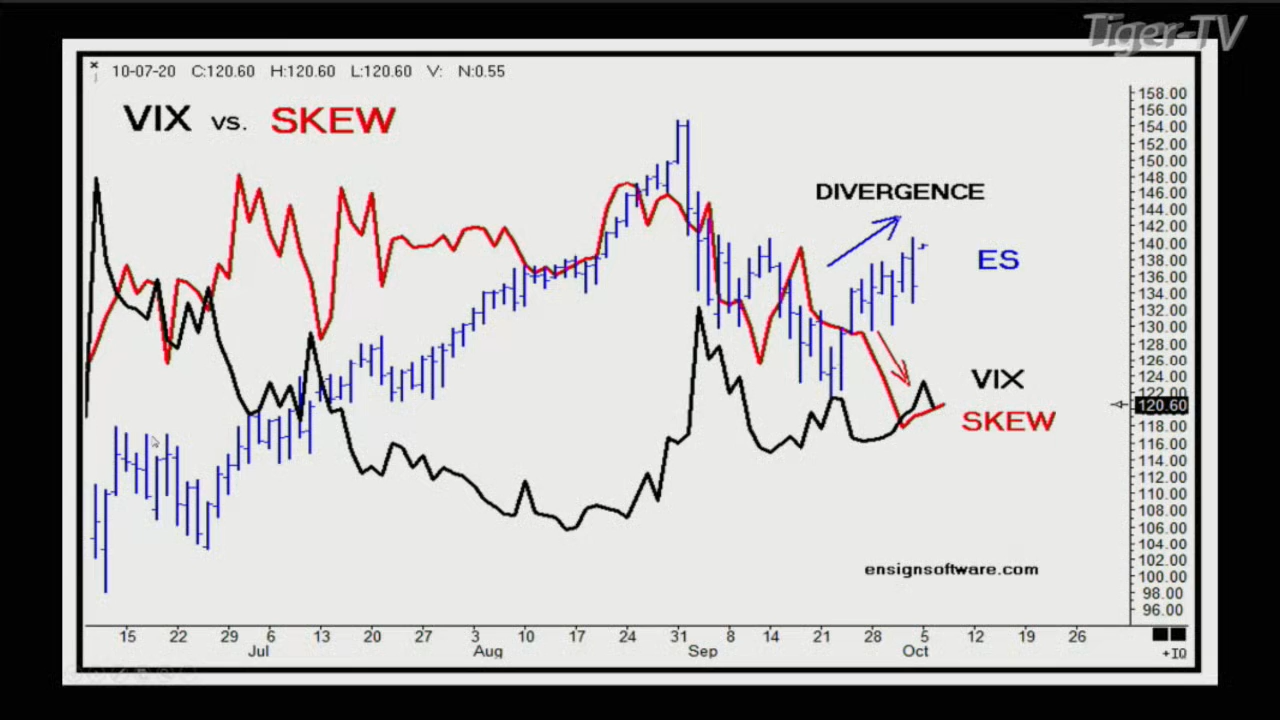 Tiger-TV
10-07-20 C:120.60 H:120.60 L:120.60 V: N:0.55
VIX vs. SKEW
158.00
156.00
154.00
152.00
150.00
148.00
146.00
144.00
142.00
140.00
138.00
136.00
134.00
132.00
130.00
128.00
126.00
124.00
122.00
120.60
118.00
116.00
114.00
112.00
110.00
108.00
106.00
104.00
102.00
100.00
98.00
96.00
DIVERGENCE
ES
VIX
SKEW
ensignsoftware.com
15 22 29 6 13 20 27 3 10 17 24 31 8 14 21 28 5 12 19 26
Jul Aug Sep Oct
+IQ